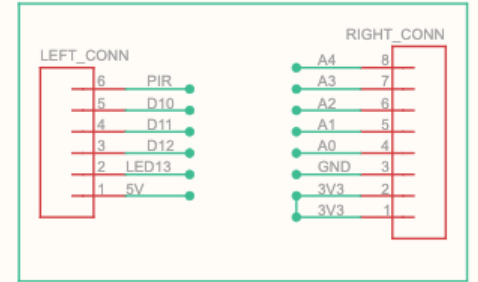 LEFT_CONN
6 PIR
5 D10
4 D11
3 D12
2 LED13
1 5V
RIGHT_CONN
A4 8
A3 7
A2 6
A1 5
A0 4
GND 3
3V3 2
3V3 1